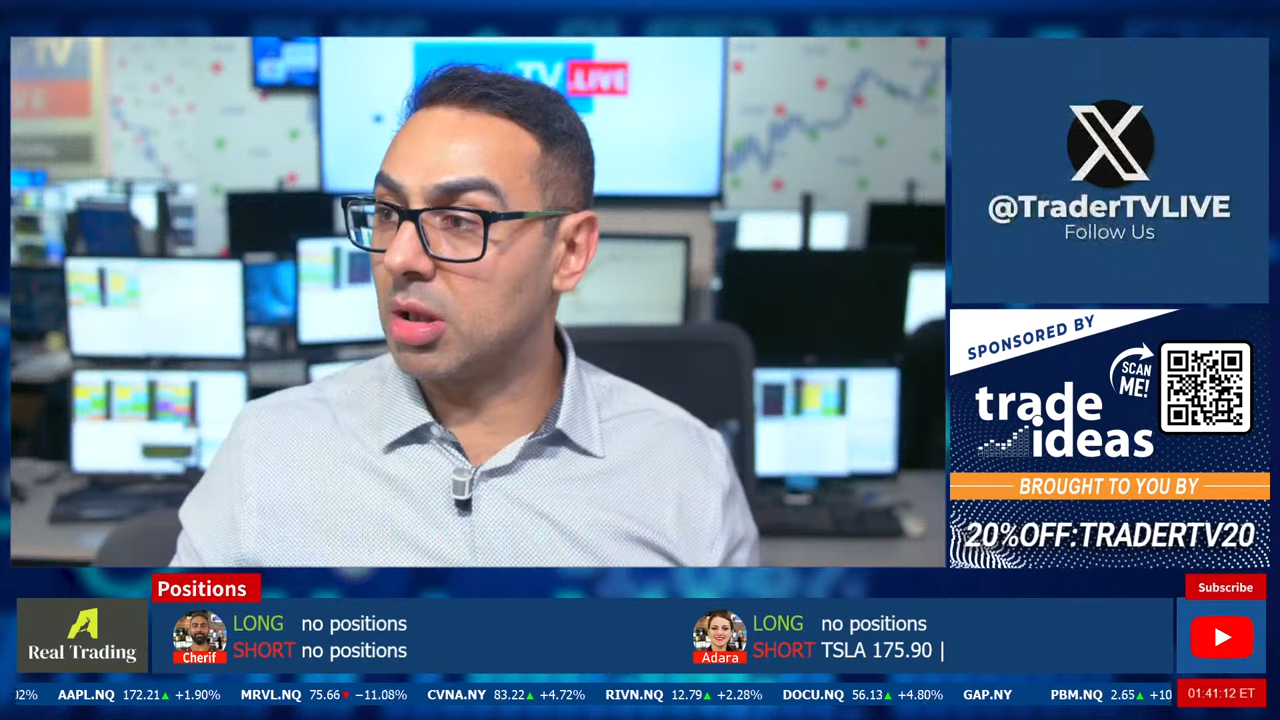 TV
.LIVE
TV
VE
@TraderTVLIVE
Follow Us
SPONSORED BY
SCAN
ME!
trade
ideas
BROUGHT TO YOU BY
20%OFF:TRADERTV20
Positions
Subscribe
Real Trading
Cherif
LONG no positions
SHORT no positions
Adara
LONG no positions
SHORT TSLA 175.90 |
02% AAPL.NQ 172.21▲ +1.90% MRVL.NQ 75.66▼ −11.08% CVNA.NY 83.22▲ +4.72% RIVN.NQ 12.79▲ +2.28% DOCU.NQ 56.13▲ +4.80% GAP.NY PBM.NQ 2.65▲ +10
01:41:12 ET